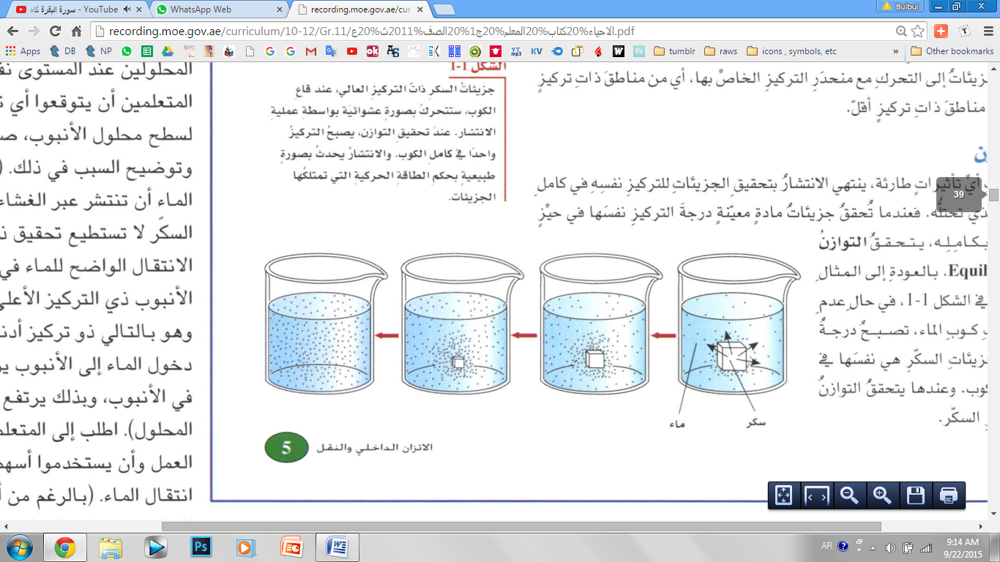 سورة البقرة كاه - YouTube
WhatsApp Web
recording.moe.gov.ae/cur
Bulbul
recording.moe.gov.ae/curriculum/10-12/Gr.11/الاحياء%20كتاب%20المعلم%20ج1%20الصف%2011%20ث%20ع.pdf
Apps DB NP YT mp3 KV W Ps tumblr raws icons , symbols, etc » Other bookmarks
الشكل 1-1
جزيئاتُ السكرِ ذاتُ التركيزِ العالي، عند قاعِ
الكوب، ستتحركُ بصورةٍ عشوائيةٍ بواسطةِ عمليةِ
الانتشار. عندَ تحقيقِ التوازن، يصبحُ التركيزُ
واحدًا في كاملِ الكوب. والانتشارُ يحدثُ بصورةٍ
طبيعيةٍ بحكمِ الطاقةِ الحركيةِ التي تمتلكُها
الجزيئات.
جزيئاتُ إلى التحركِ مع منحدَرِ التركيزِ الخاصِّ بها، أي من مناطقَ ذاتِ تركيزٍ
مناطقَ ذاتِ تركيزٍ أقلّ.
أيِّ تأثيراتٍ طارئة، ينتهي الانتشارُ بتحقيقِ الجزيئاتِ للتركيزِ نفسِهِ في كاملِ
تحتلُّه. فعندما تُحققُ جزيئاتُ مادةٍ معيّنةٍ درجةَ التركيزِ نفسَها في حيِّزٍ
بكامِلِه، يتحققُ التوازنُ
Equil. بالعودةِ إلى المثالِ
في الشكل 1-1، في حالِ عدمِ
كوبِ الماء، تصبحُ درجةُ
جزيئاتِ السكّرِ هي نفسَها في
كوب. وعندها يتحققُ التوازنُ
السكّر.
39
ماء
سكر
5 الاتزان الداخلي والنقل
المحلولين عند المستوى
المتعلمين أن يتوقعوا أي
لسطح محلول الأنبوب،
وتوضيح السبب في ذلك. (
الماء أن تنتشر عبر الغشاء
السكّر لا تستطيع تحقيق
الانتقال الواضح للماء في
الأنبوب ذي التركيز الأعلى
وهو بالتالي ذو تركيز
دخول الماء إلى الأنبوب
في الأنبوب، وبذلك يرتفع
المحلول). اطلب إلى
العمل وأن يستخدموا
انتقال الماء. (بالرغم من
Ps
W
AR
9:14 AM
9/22/2015